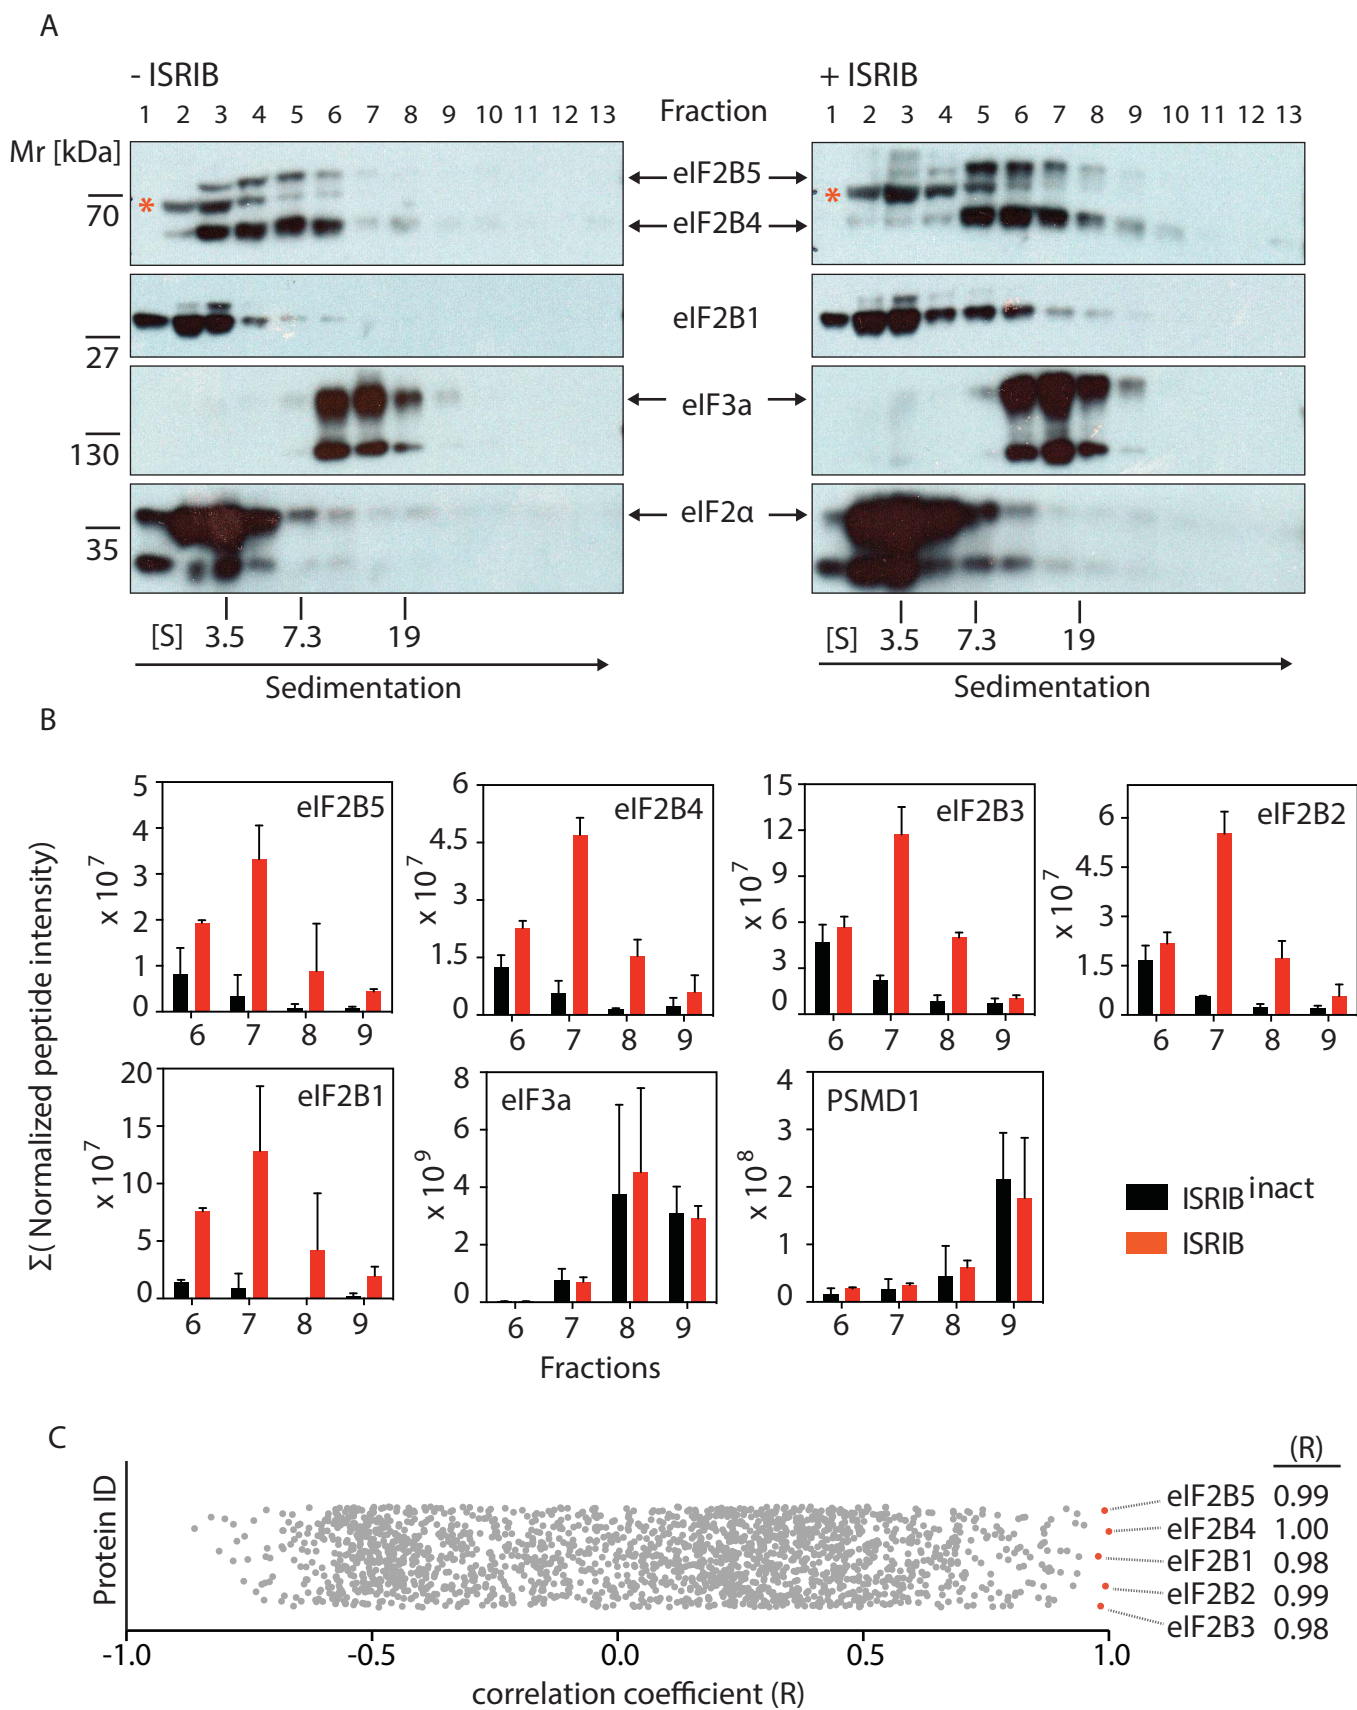 A
- ISRIB
+ ISRIB
1 2 3 4 5 6 7 8 9 10 11 12 13 Fraction 1 2 3 4 5 6 7 8 9 10 11 12 13
Mr [kDa]
eIF2B5
* 70 *
eIF2B4
eIF2B1
27
eIF3a
130
eIF2α
35
[S] 3.5 7.3 19 [S] 3.5 7.3 19
Sedimentation Sedimentation
B
Σ( Normalized peptide intensity)
eIF2B5
x 10^7
5
4
3
2
1
0
6 7 8 9
eIF2B4
x 10^7
6
4.5
3
1.5
0
6 7 8 9
eIF2B3
x 10^7
15
12
9
6
3
0
6 7 8 9
eIF2B2
x 10^7
6
4.5
3
1.5
0
6 7 8 9
eIF2B1
x 10^7
20
15
10
5
0
6 7 8 9
eIF3a
x 10^9
8
6
4
2
0
6 7 8 9
PSMD1
x 10^8
4
3
2
1
0
6 7 8 9
ISRIB inact
ISRIB
Fractions
C
(R)
Protein ID
eIF2B5 0.99
eIF2B4 1.00
eIF2B1 0.98
eIF2B2 0.99
eIF2B3 0.98
-1.0 -0.5 0.0 0.5 1.0
correlation coefficient (R)